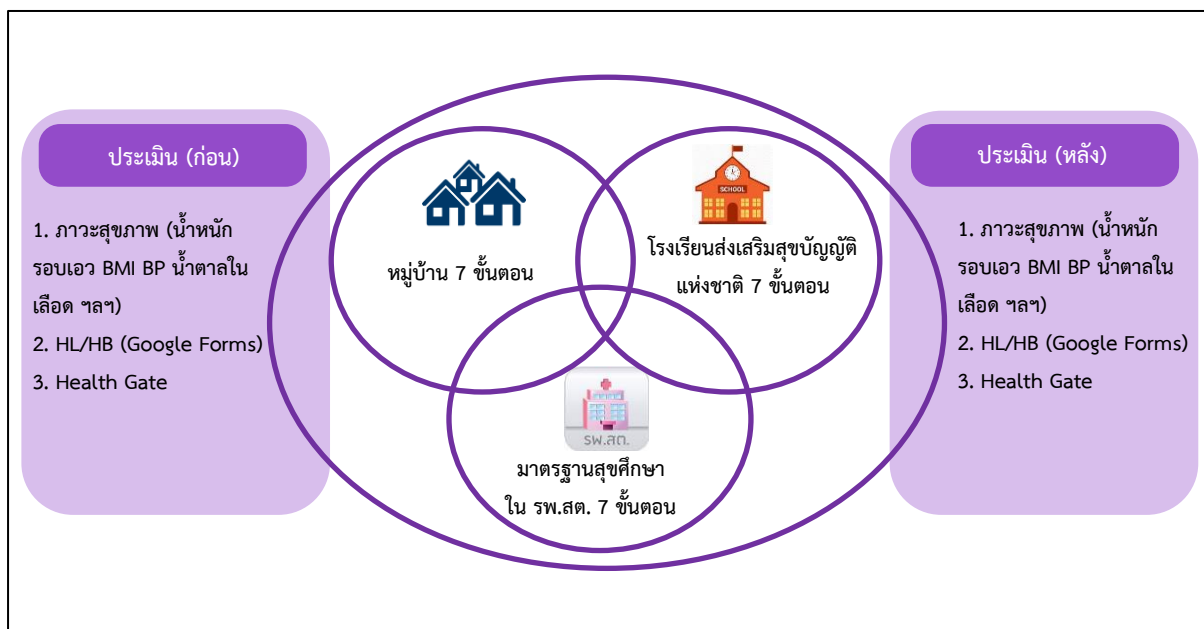 ประเมิน (ก่อน)
1. ภาวะสุขภาพ (น้ำหนัก
รอบเอว BMI BP น้ำตาลใน
เลือด ฯลฯ)
2. HL/HB (Google Forms)
3. Health Gate
หมู่บ้าน 7 ขั้นตอน
SCHOOL
โรงเรียนส่งเสริมสุขบัญญัติ
แห่งชาติ 7 ขั้นตอน
รพ.สต.
มาตรฐานสุขศึกษา
ใน รพ.สต. 7 ขั้นตอน
ประเมิน (หลัง)
1. ภาวะสุขภาพ (น้ำหนัก
รอบเอว BMI BP น้ำตาลใน
เลือด ฯลฯ)
2. HL/HB (Google Forms)
3. Health Gate